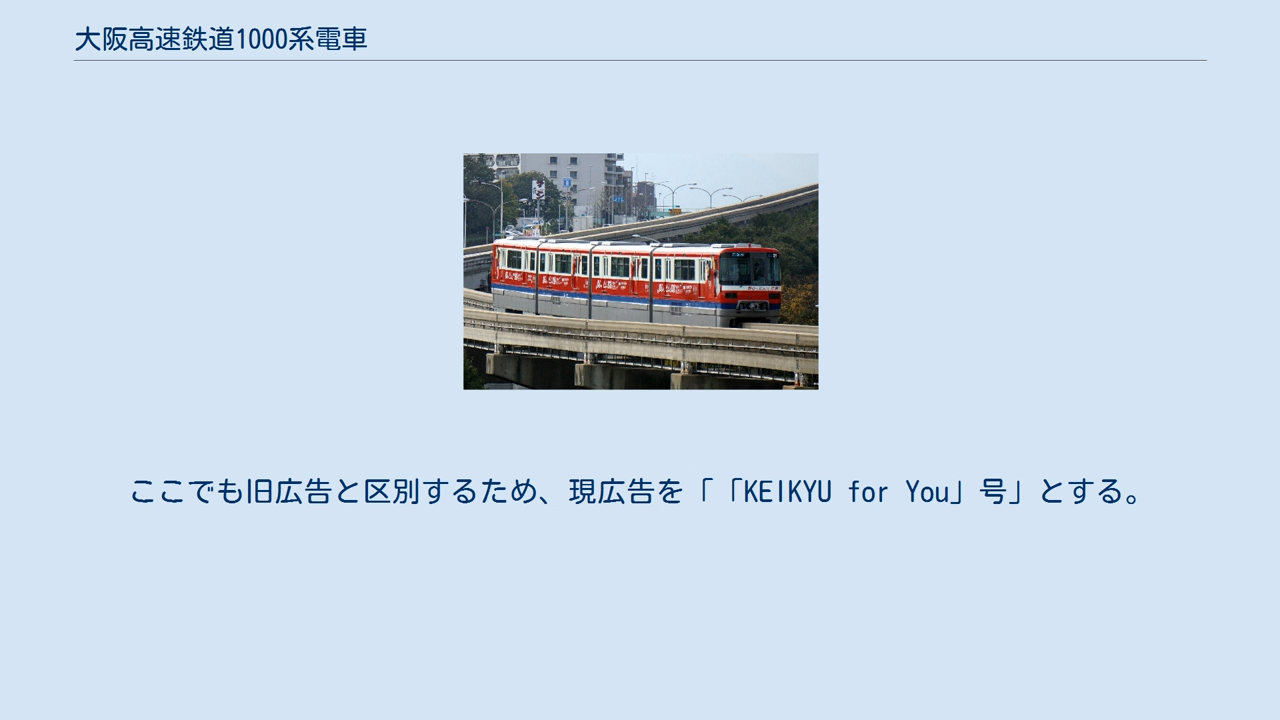 大阪高速鉄道1000系電車
ここでも旧広告と区別するため、現広告を「「KEIKYU for You」号」とする。